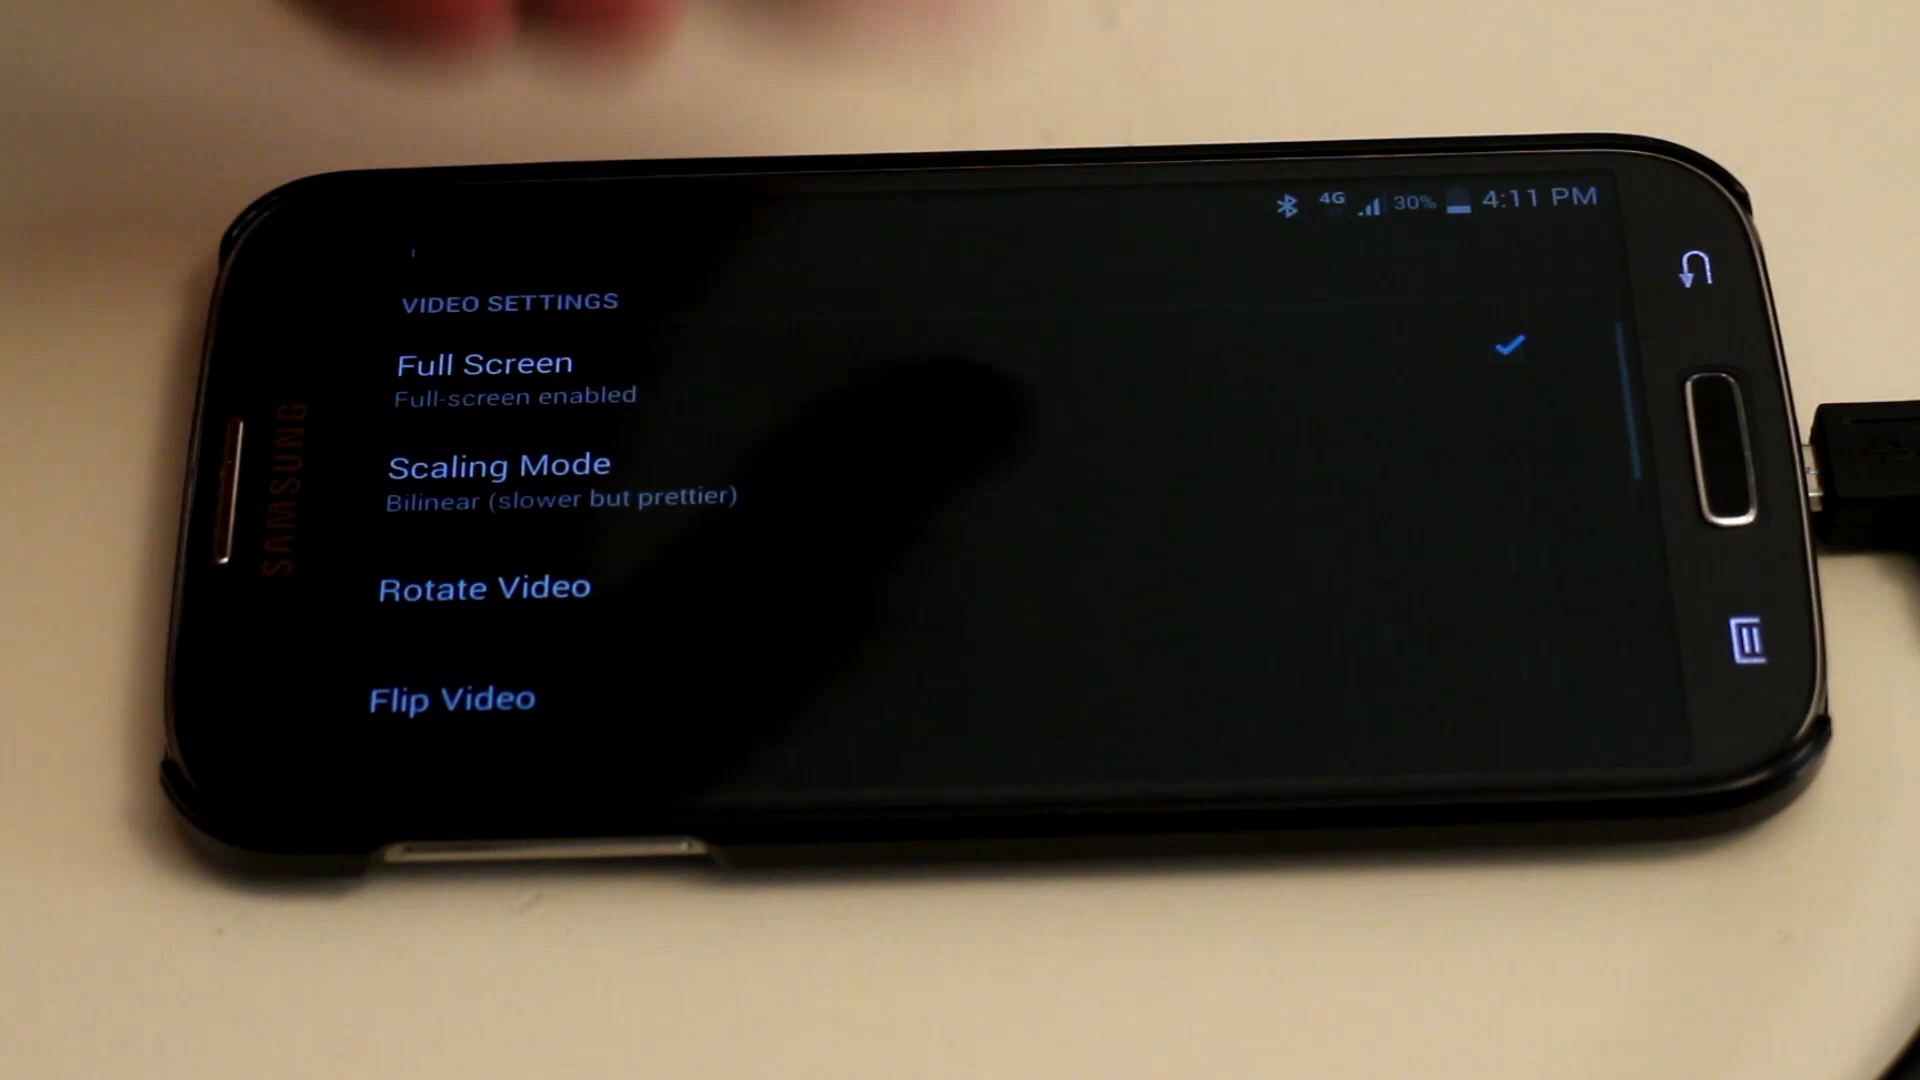 4G 30% 4:11 PM
VIDEO SETTINGS
Full Screen
Full-screen enabled
Scaling Mode
Bilinear (slower but prettier)
Rotate Video
Flip Video
SAMSUNG